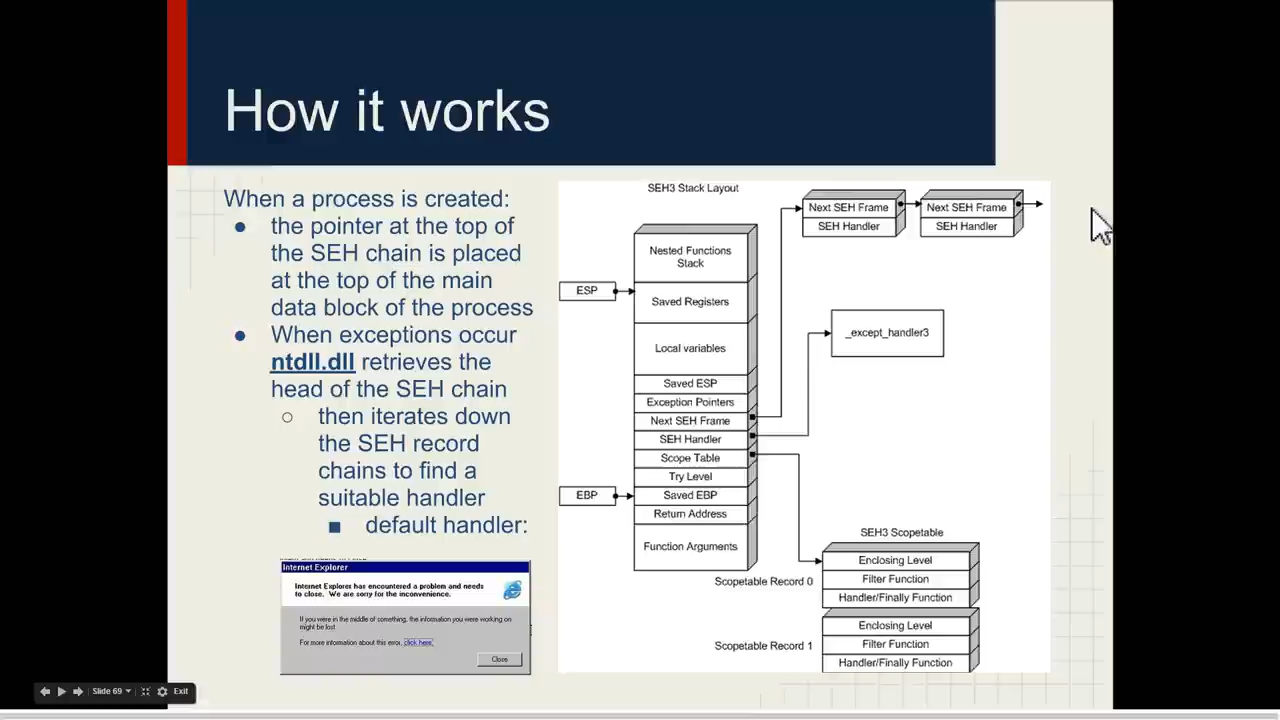 How it works
When a process is created:
● the pointer at the top of
the SEH chain is placed
at the top of the main
data block of the process
● When exceptions occur
ntdll.dll retrieves the
head of the SEH chain
○ then iterates down
the SEH record
chains to find a
suitable handler
■ default handler:
Internet Explorer
Internet Explorer has encountered a problem and needs
to close. We are sorry for the inconvenience.
If you were in the middle of something, the information you were working on
might be lost
For more information about this error, click here.
Close
SEH3 Stack Layout
Nested Functions
Stack
ESP
Saved Registers
Local variables
Saved ESP
Exception Pointers
Next SEH Frame
SEH Handler
Scope Table
Try Level
EBP
Saved EBP
Return Address
Function Arguments
Next SEH Frame
SEH Handler
Next SEH Frame
SEH Handler
_except_handler3
SEH3 Scopetable
Scopetable Record 0
Enclosing Level
Filter Function
Handler/Finally Function
Scopetable Record 1
Enclosing Level
Filter Function
Handler/Finally Function
Slide 69
Exit